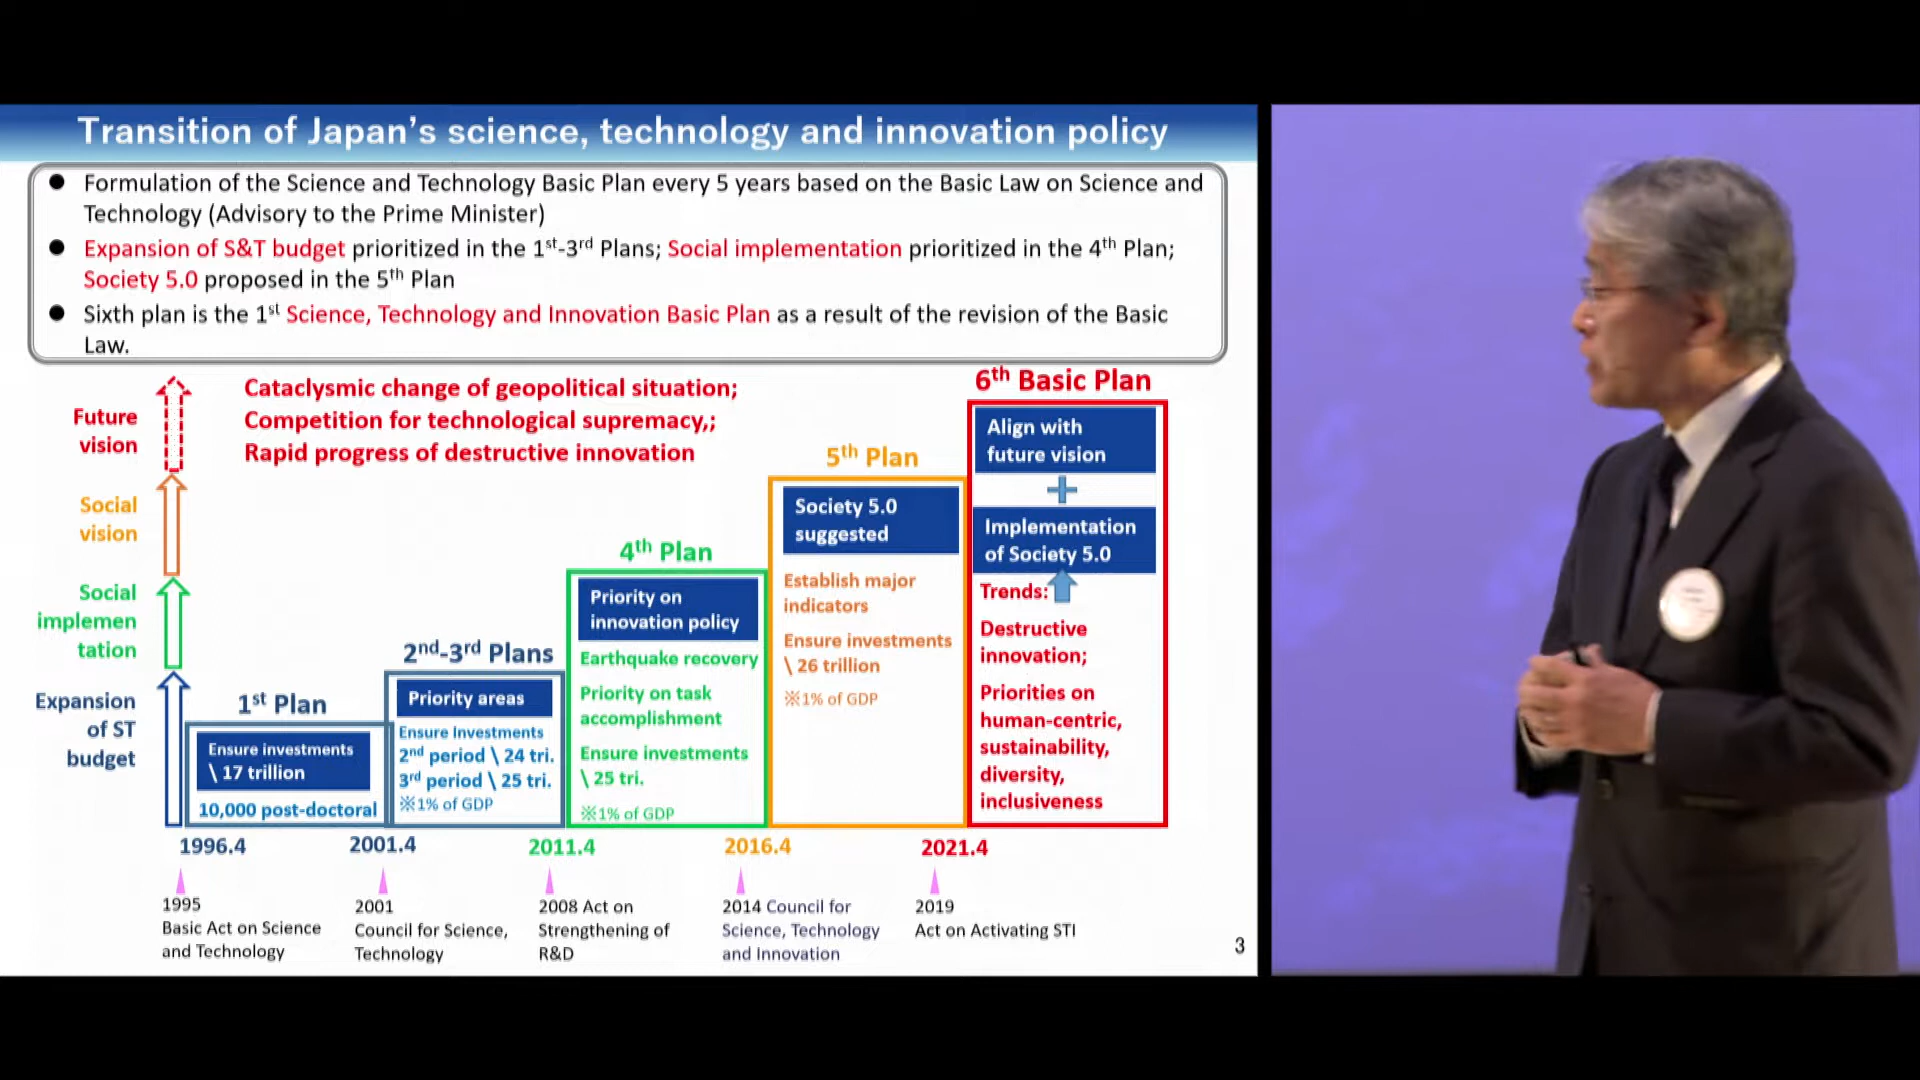 Transition of Japan's science, technology and innovation policy
● Formulation of the Science and Technology Basic Plan every 5 years based on the Basic Law on Science and
Technology (Advisory to the Prime Minister)
● Expansion of S&T budget prioritized in the 1st-3rd Plans; Social implementation prioritized in the 4th Plan;
Society 5.0 proposed in the 5th Plan
● Sixth plan is the 1st Science, Technology and Innovation Basic Plan as a result of the revision of the Basic
Law.
Future
vision
Social
vision
Social
implemen
tation
Expansion
of ST
budget
Cataclysmic change of geopolitical situation;
Competition for technological supremacy,;
Rapid progress of destructive innovation
1st Plan
Ensure investments
\ 17 trillion
10,000 post-doctoral
2nd-3rd Plans
Priority areas
Ensure Investments
2nd period \ 24 tri.
3rd period \ 25 tri.
※1% of GDP
4th Plan
Priority on
innovation policy
Earthquake recovery
Priority on task
accomplishment
Ensure investments
\ 25 tri.
※1% of GDP
5th Plan
Society 5.0
suggested
Establish major
indicators
Ensure investments
\ 26 trillion
※1% of GDP
6th Basic Plan
Align with
future vision
+
Implementation
of Society 5.0
Trends:
Destructive
innovation;
Priorities on
human-centric,
sustainability,
diversity,
inclusiveness
1996.4
2001.4
2011.4
2016.4
2021.4
1995
Basic Act on Science
and Technology
2001
Council for Science,
Technology
2008 Act on
Strengthening of
R&D
2014 Council for
Science, Technology
and Innovation
2019
Act on Activating STI
3